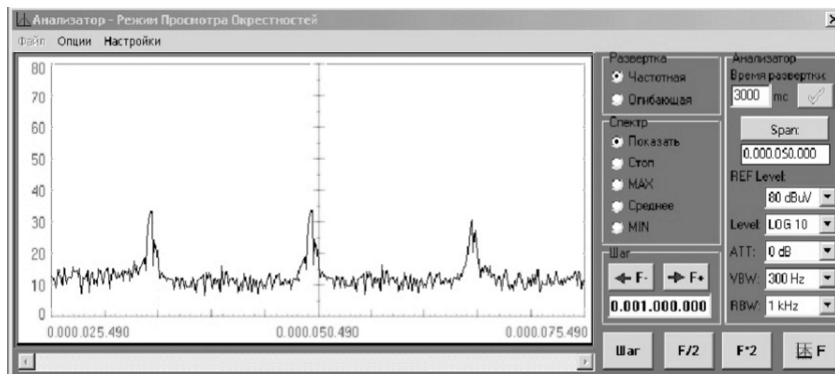 Анализатор - Режим Просмотра Окрестностей
Файл Опции Настройки
80
70
60
50
40
30
20
10
0
0.000.025.490 0.000.050.490 0.000.075.490
Развертка
Частотная
Огибающая
Спектр
Показать
Стоп
MAX
Среднее
MIN
Шаг
F- F+
0.001.000.000
Анализатор
Время развертки:
3000 mc
Span:
0.000.050.000
REF Level:
80 dBuV
Level: LOG 10
ATT: 0 dB
VBW: 300 Hz
RBW: 1 kHz
Шаг F/2 F*2 F